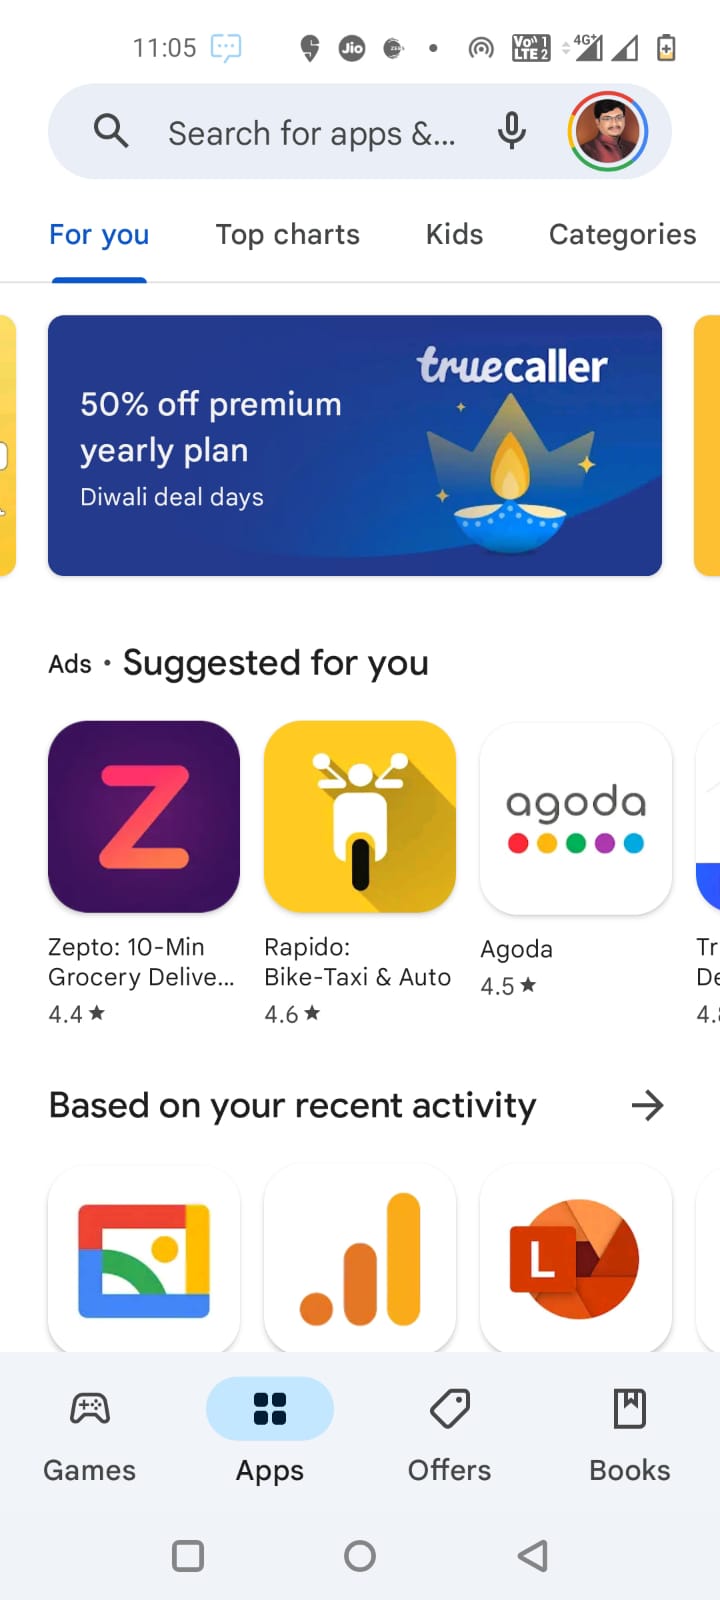 11:05
Jio
Vo)) 1
LTE 2
4G+
Search for apps &...
For you
Top charts
Kids
Categories
truecaller
50% off premium
yearly plan
Diwali deal days
Ads • Suggested for you
Z
agoda
Zepto: 10-Min
Grocery Delive...
4.4★
Rapido:
Bike-Taxi & Auto
4.6★
Agoda
4.5★
Tr
De
4.8
Based on your recent activity
L
Games
Apps
Offers
Books